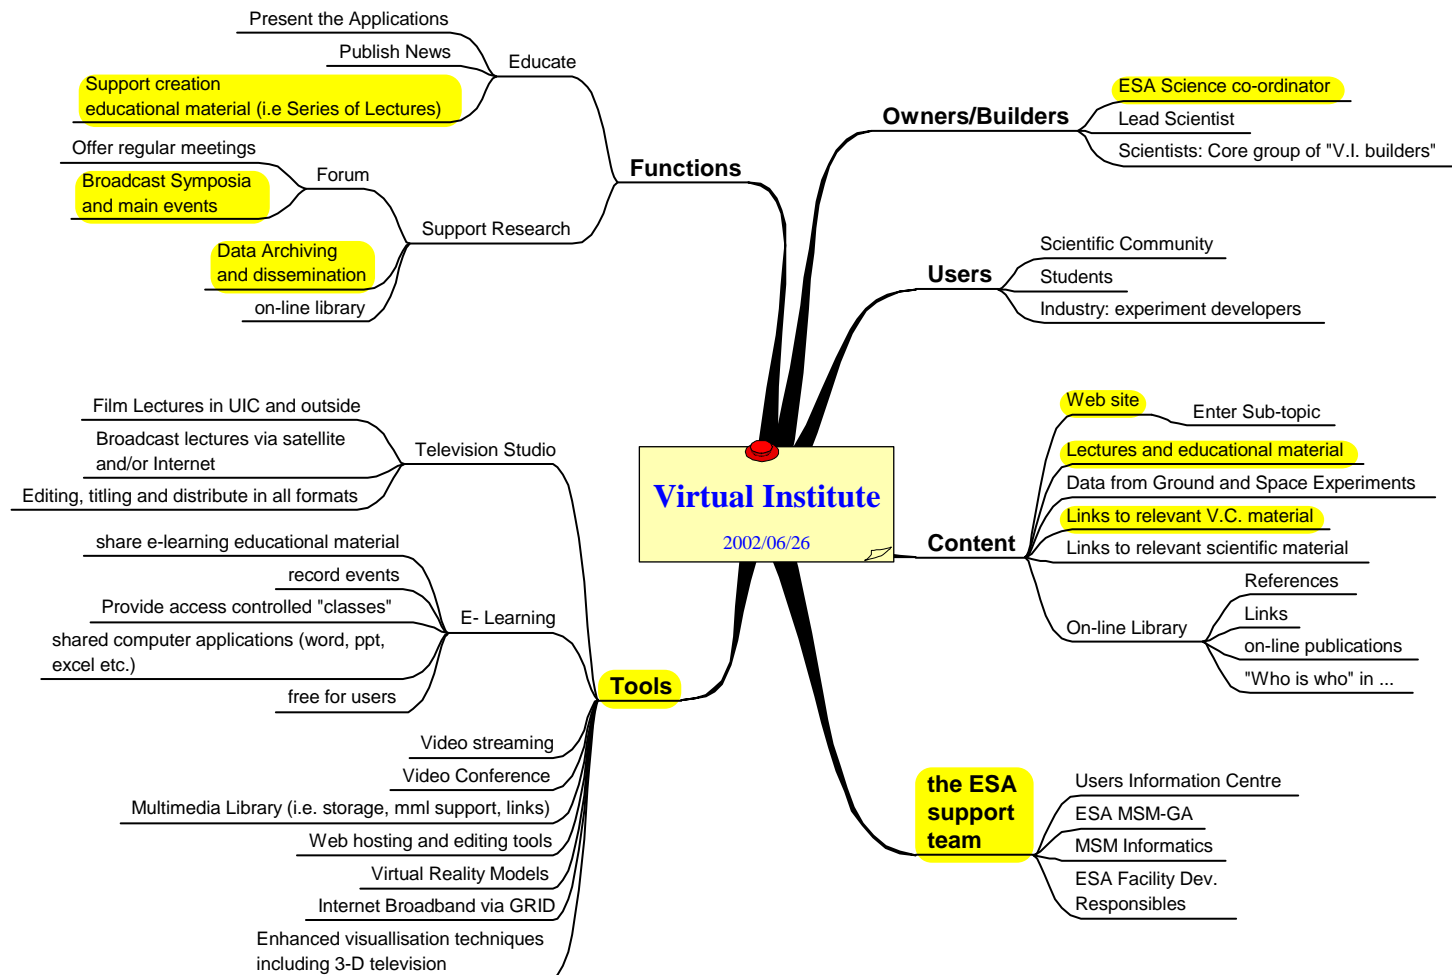 Present the Applications
Publish News
Educate
Support creation
educational material (i.e Series of Lectures)
Offer regular meetings
Forum
Broadcast Symposia
and main events
Functions
Support Research
Data Archiving
and dissemination
on-line library
Owners/Builders
ESA Science co-ordinator
Lead Scientist
Scientists: Core group of "V.I. builders"
Users
Scientific Community
Students
Industry: experiment developers
Virtual Institute
2002/06/26
Film Lectures in UIC and outside
Broadcast lectures via satellite
and/or Internet
Television Studio
Editing, titling and distribute in all formats
share e-learning educational material
record events
Provide access controlled "classes"
E- Learning
shared computer applications (word, ppt,
excel etc.)
free for users
Tools
Video streaming
Video Conference
Multimedia Library (i.e. storage, mml support, links)
Web hosting and editing tools
Virtual Reality Models
Internet Broadband via GRID
Enhanced visuallisation techniques
including 3-D television
Content
Web site
Enter Sub-topic
Lectures and educational material
Data from Ground and Space Experiments
Links to relevant V.C. material
Links to relevant scientific material
On-line Library
References
Links
on-line publications
"Who is who" in ...
the ESA
support
team
Users Information Centre
ESA MSM-GA
MSM Informatics
ESA Facility Dev.
Responsibles